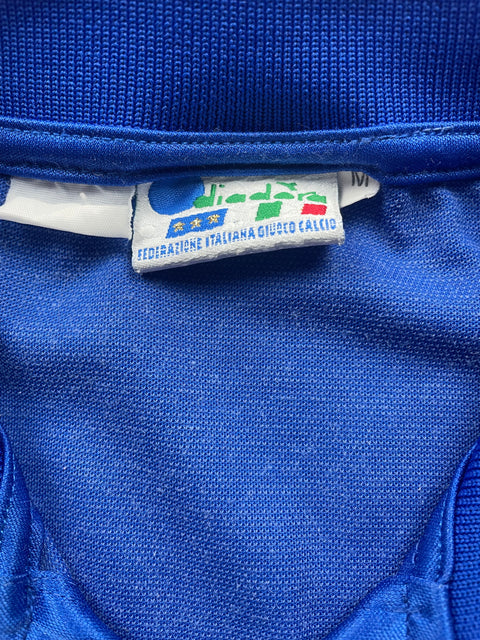 diadora
M
FEDERAZIONE ITALIANA GIUOCO CALCIO